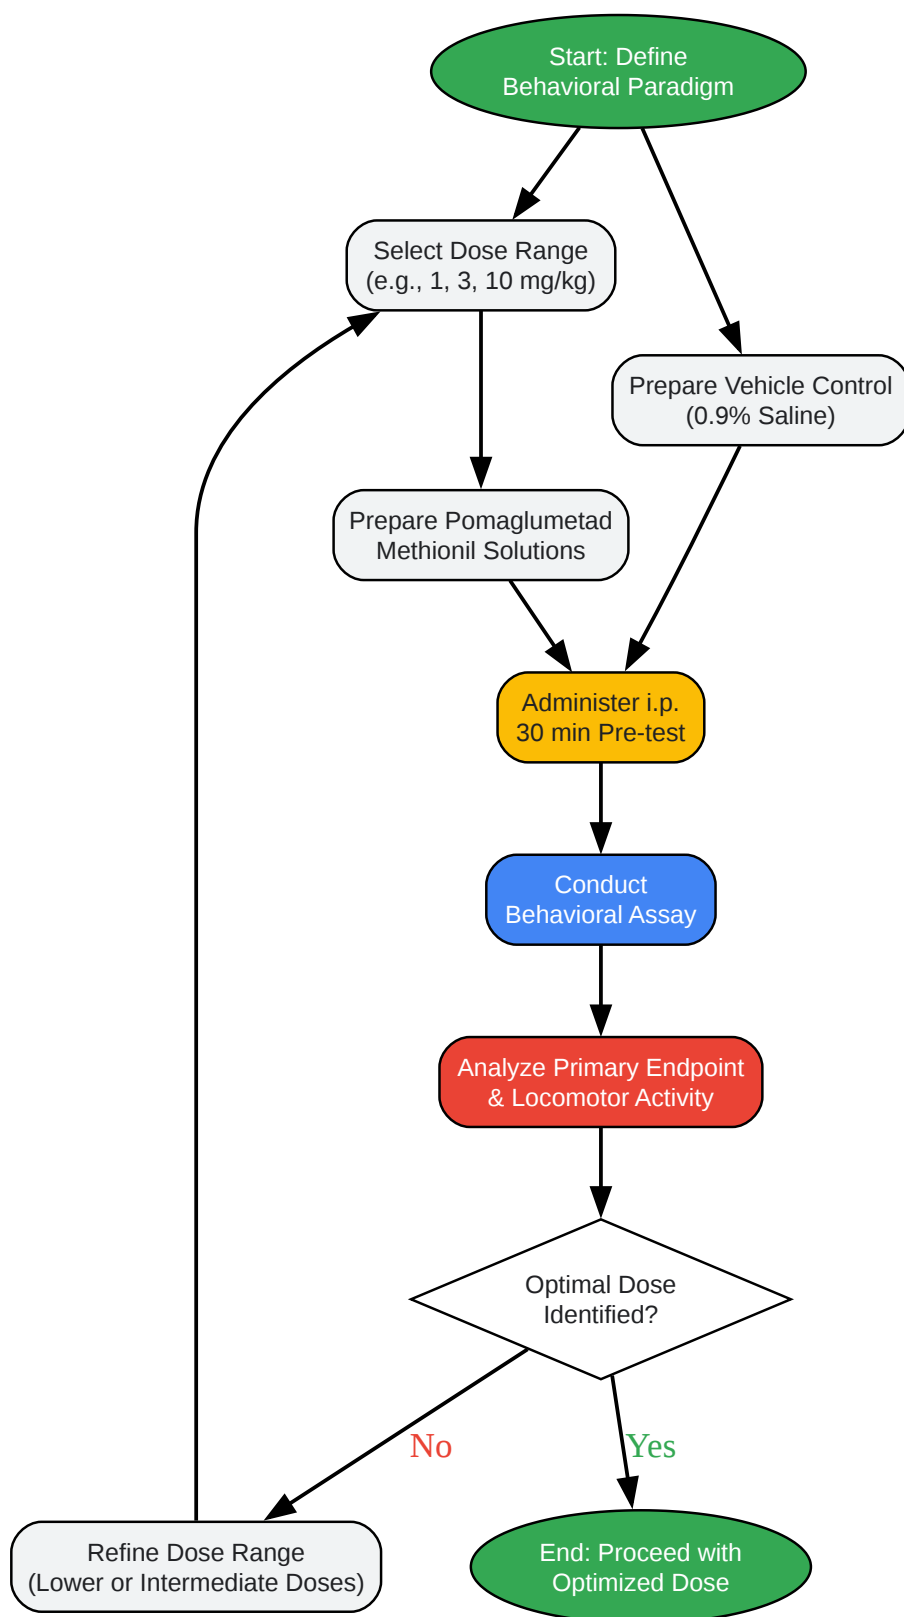 Start: Define
Behavioral Paradigm
Select Dose Range
(e.g., 1, 3, 10 mg/kg)
Prepare Vehicle Control
(0.9% Saline)
Prepare Pomaglumetad
Methionil Solutions
Administer i.p.
30 min Pre-test
Conduct
Behavioral Assay
Analyze Primary Endpoint
& Locomotor Activity
Optimal Dose
Identified?
No
Yes
Refine Dose Range
(Lower or Intermediate Doses)
End: Proceed with
Optimized Dose